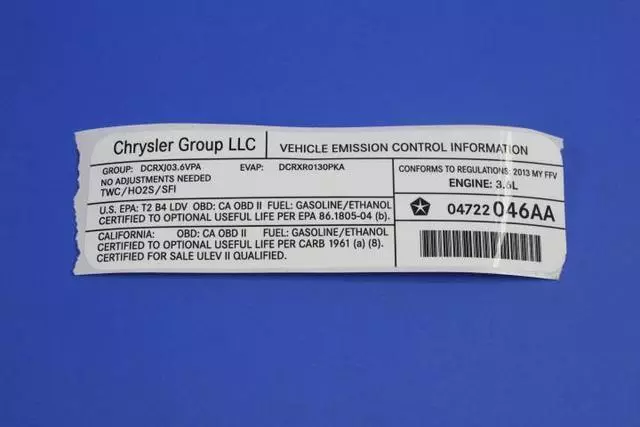 Chrysler Group LLC
VEHICLE EMISSION CONTROL INFORMATION
GROUP: DCRXJ03.6VPA EVAP: DCRXR0130PKA
NO ADJUSTMENTS NEEDED
TWC/HO2S/SFI
CONFORMS TO REGULATIONS: 2013 MY FFV
ENGINE: 3.6L
U.S. EPA: T2 B4 LDV OBD: CA OBD II FUEL: GASOLINE/ETHANOL
CERTIFIED TO OPTIONAL USEFUL LIFE PER EPA 86.1805-04 (b).
04722 046AA
CALIFORNIA: OBD: CA OBD II FUEL: GASOLINE/ETHANOL
CERTIFIED TO OPTIONAL USEFUL LIFE PER CARB 1961 (a) (8).
CERTIFIED FOR SALE ULEV II QUALIFIED.